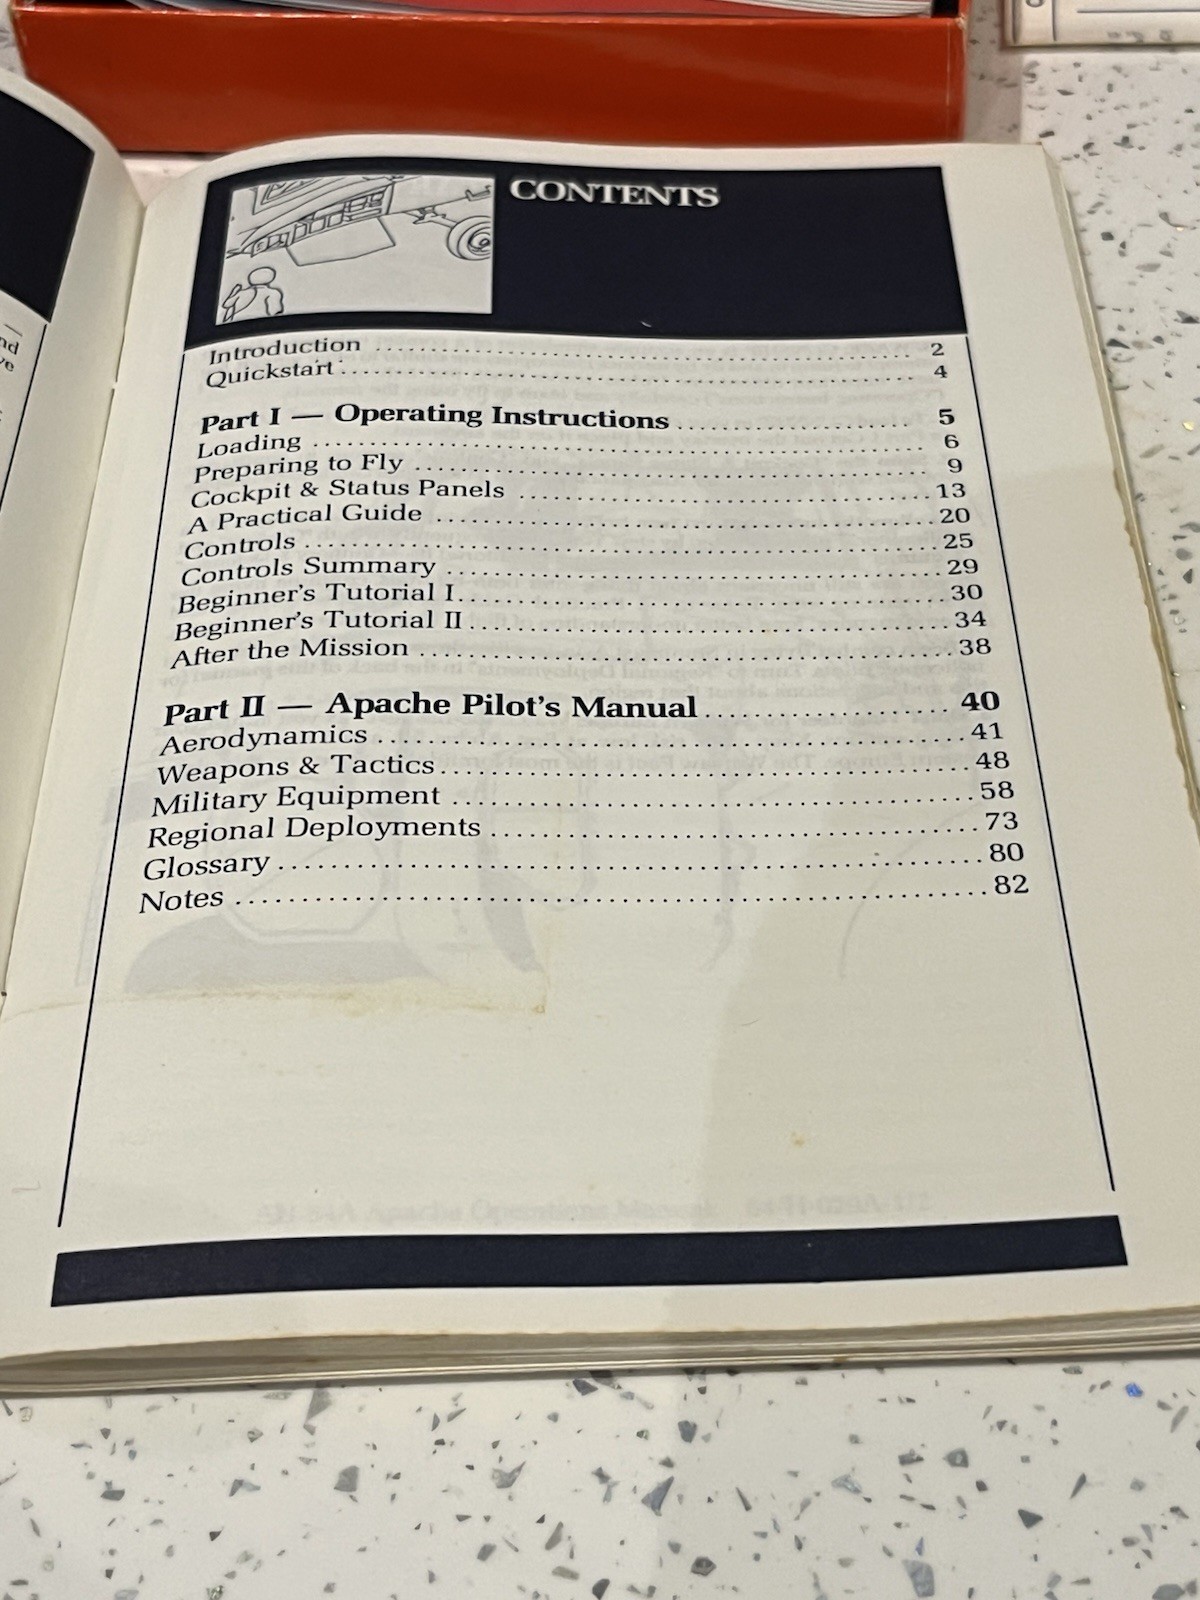 CONTENTS
Introduction ........ 2
Quickstart ........ 4
Part I — Operating Instructions ........ 5
Loading ........ 6
Preparing to Fly ........ 9
Cockpit & Status Panels ........ 13
A Practical Guide ........ 20
Controls ........ 25
Controls Summary ........ 29
Beginner's Tutorial I ........ 30
Beginner's Tutorial II ........ 34
After the Mission ........ 38
Part II — Apache Pilot's Manual ........ 40
Aerodynamics ........ 41
Weapons & Tactics ........ 48
Military Equipment ........ 58
Regional Deployments ........ 73
Glossary ........ 80
Notes ........ 82